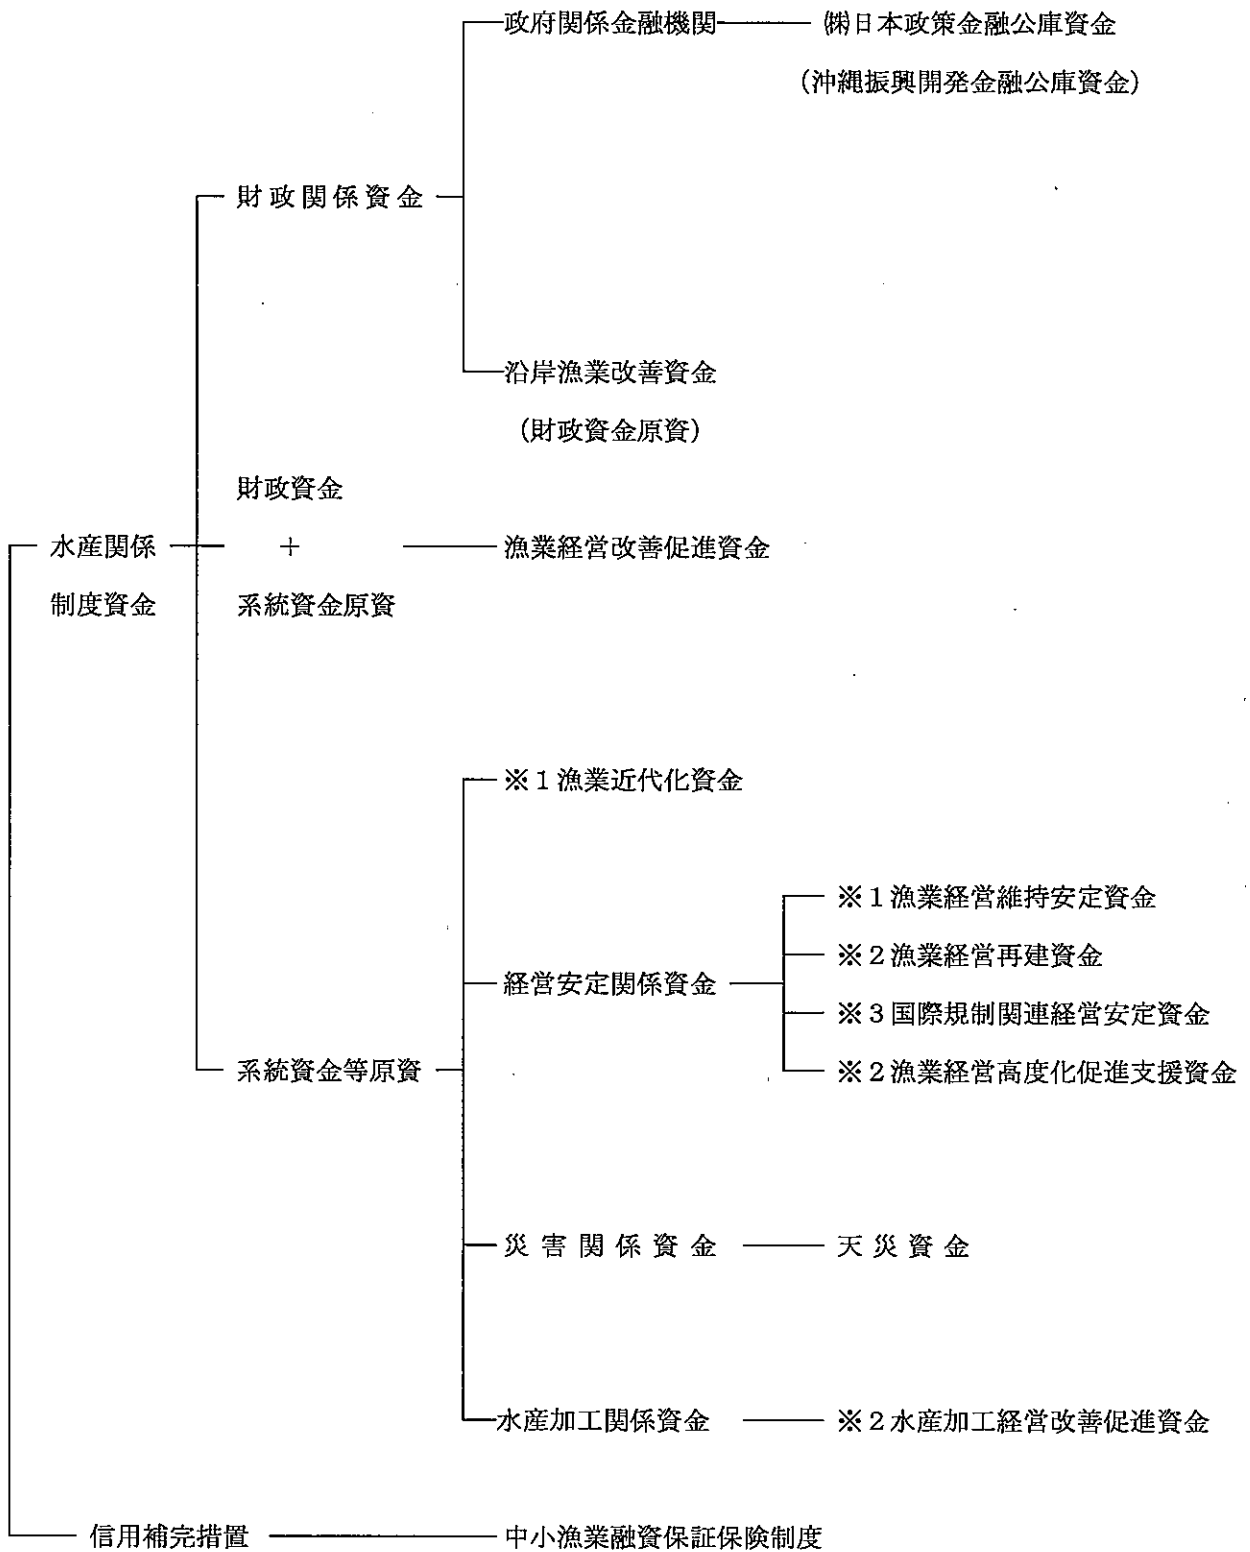 政府関係金融機関
㈱日本政策金融公庫資金
(沖縄振興開発金融公庫資金)
財政関係資金
沿岸漁業改善資金
(財政資金原資)
財政資金
水産関係
+
漁業経営改善促進資金
制度資金
系統資金原資
※1漁業近代化資金
※1漁業経営維持安定資金
※2漁業経営再建資金
経営安定関係資金
※3国際規制関連経営安定資金
系統資金等原資
※2漁業経営高度化促進支援資金
災害関係資金
天災資金
水産加工関係資金
※2水産加工経営改善促進資金
信用補完措置
中小漁業融資保証保険制度